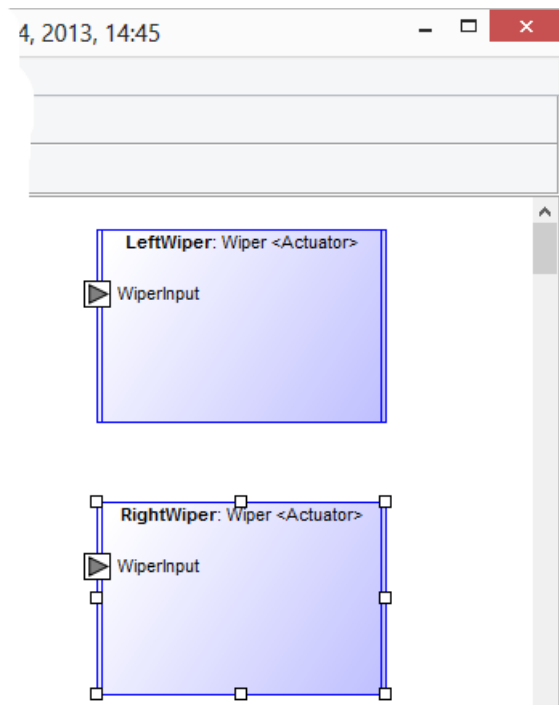 4, 2013, 14:45
LeftWiper: Wiper <Actuator>
WiperInput
RightWiper: Wiper <Actuator>
WiperInput